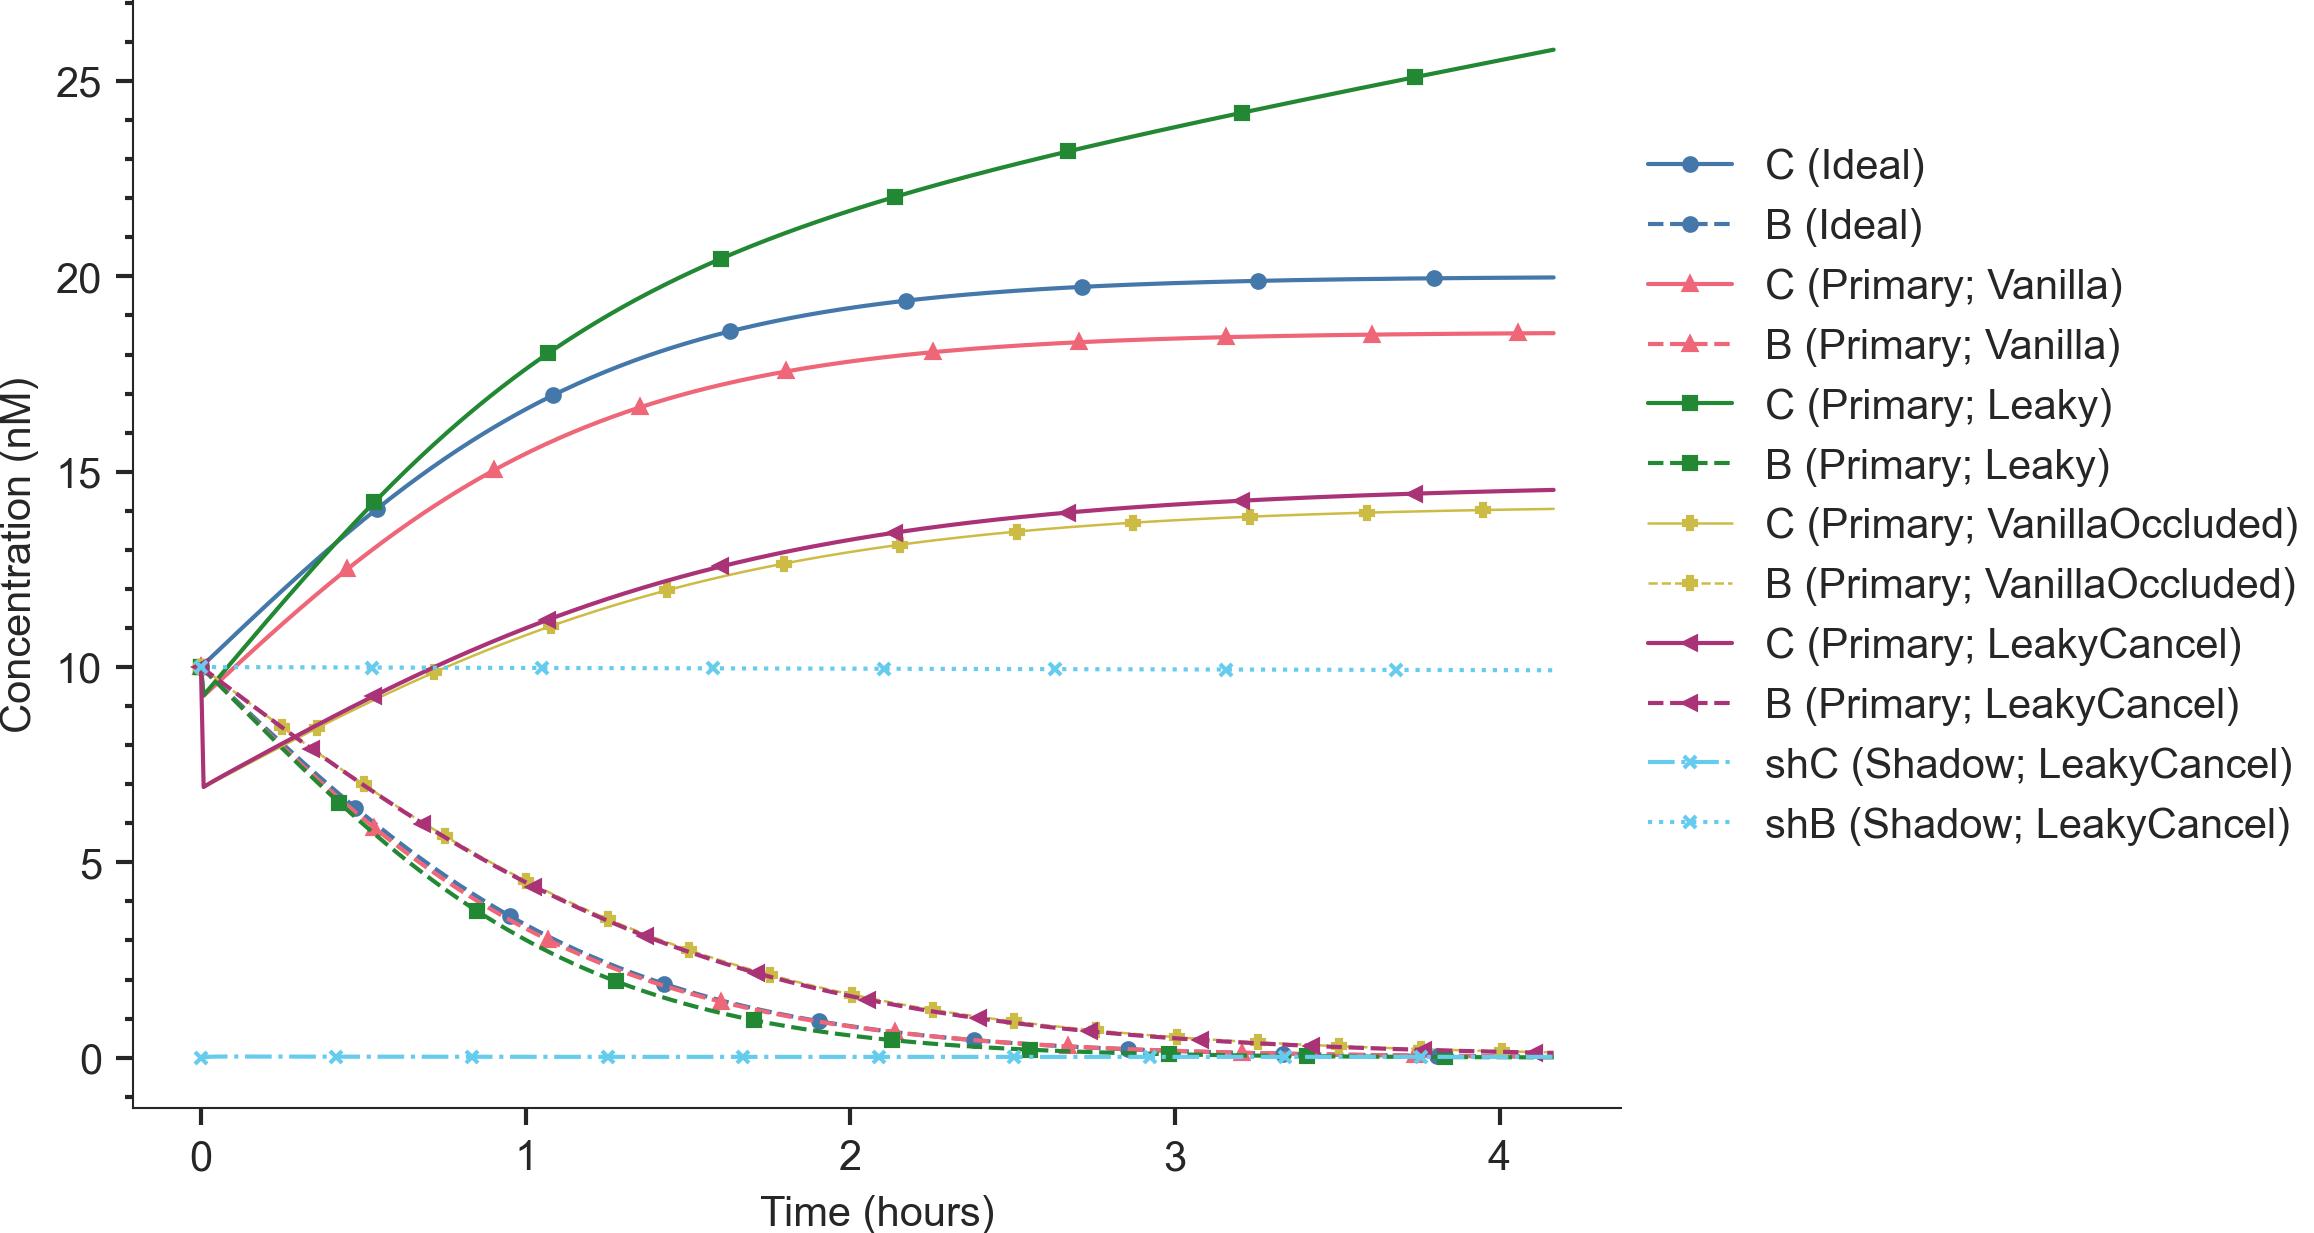 25
20
15
10
5
0
Concentration (nM)
0 1 2 3 4
Time (hours)
C (Ideal)
B (Ideal)
C (Primary; Vanilla)
B (Primary; Vanilla)
C (Primary; Leaky)
B (Primary; Leaky)
C (Primary; VanillaOccluded)
B (Primary; VanillaOccluded)
C (Primary; LeakyCancel)
B (Primary; LeakyCancel)
shC (Shadow; LeakyCancel)
shB (Shadow; LeakyCancel)